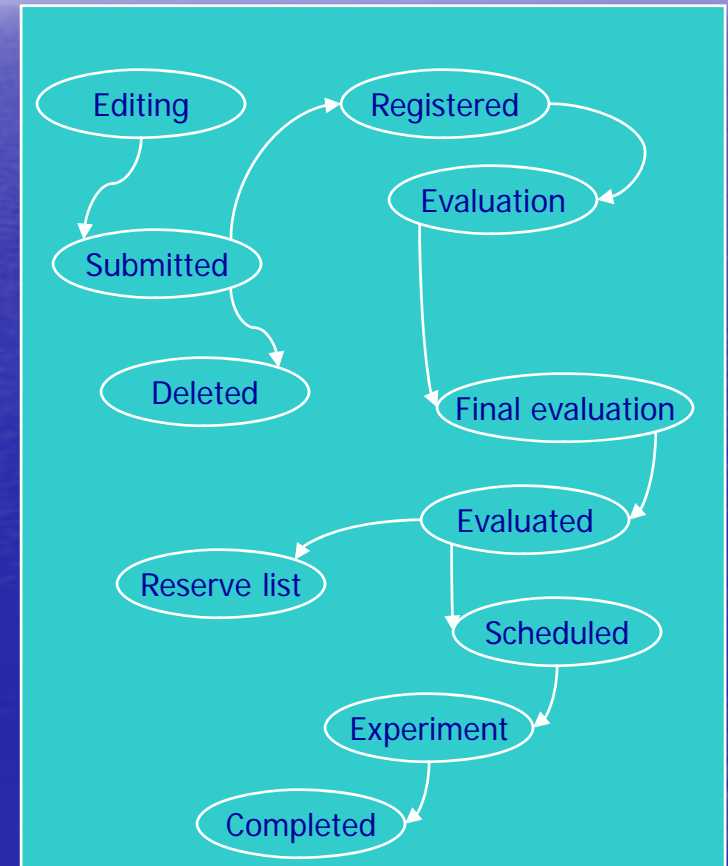 Editing
Registered
Evaluation
Submitted
Deleted
Final evaluation
Evaluated
Reserve list
Scheduled
Experiment
Completed